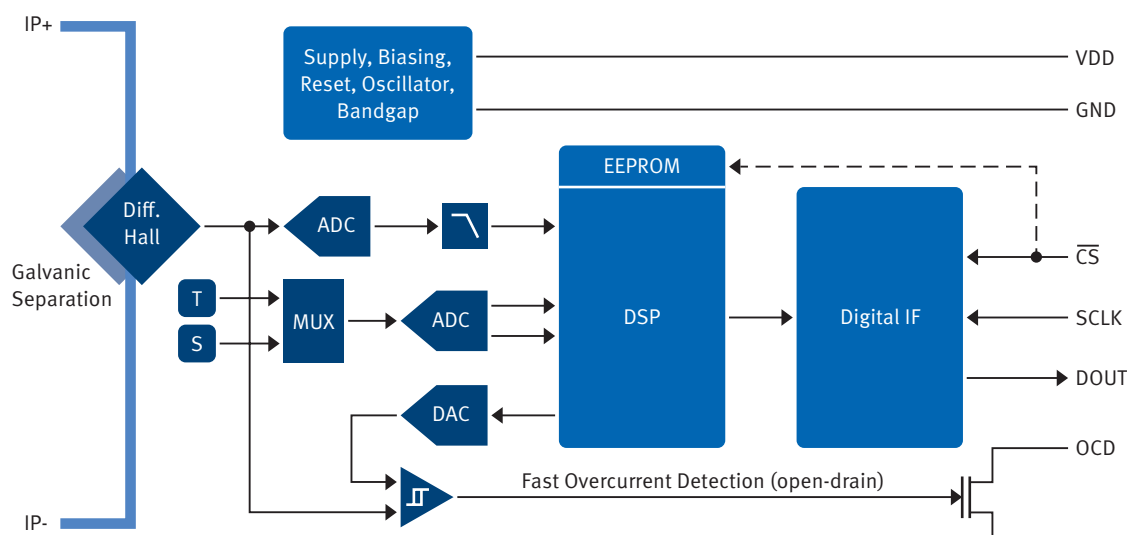 IP+
Supply, Biasing,
Reset, Oscillator,
Bandgap
VDD
GND
EEPROM
Diff.
Hall
ADC
Galvanic
Separation
T
S
MUX
ADC
DSP
Digital IF
CS
SCLK
DOUT
DAC
OCD
Fast Overcurrent Detection (open-drain)
IP-